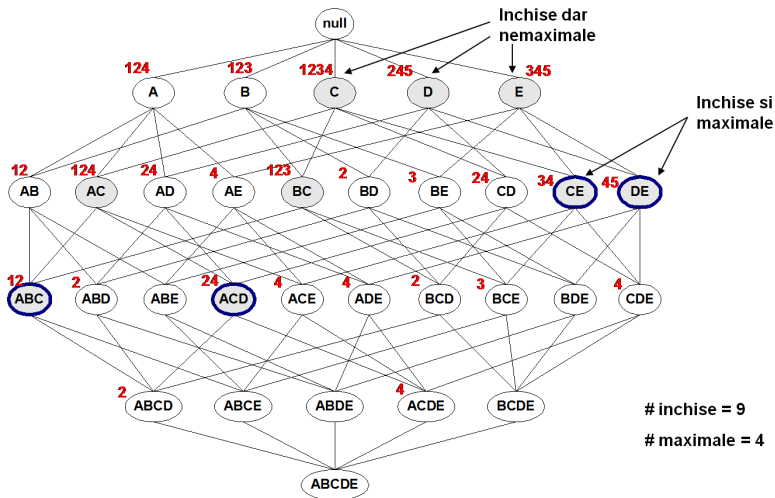 null
Inchise dar
nemaximale
124 123 1234 245 345
A B C D E
Inchise si
maximale
12 124 24 4 123 2 3 24 34 45
AB AC AD AE BC BD BE CD CE DE
12 2 24 4 4 2 3 4
ABC ABD ABE ACD ACE ADE BCD BCE BDE CDE
2 4
ABCD ABCE ABDE ACDE BCDE
# inchise = 9
# maximale = 4
ABCDE